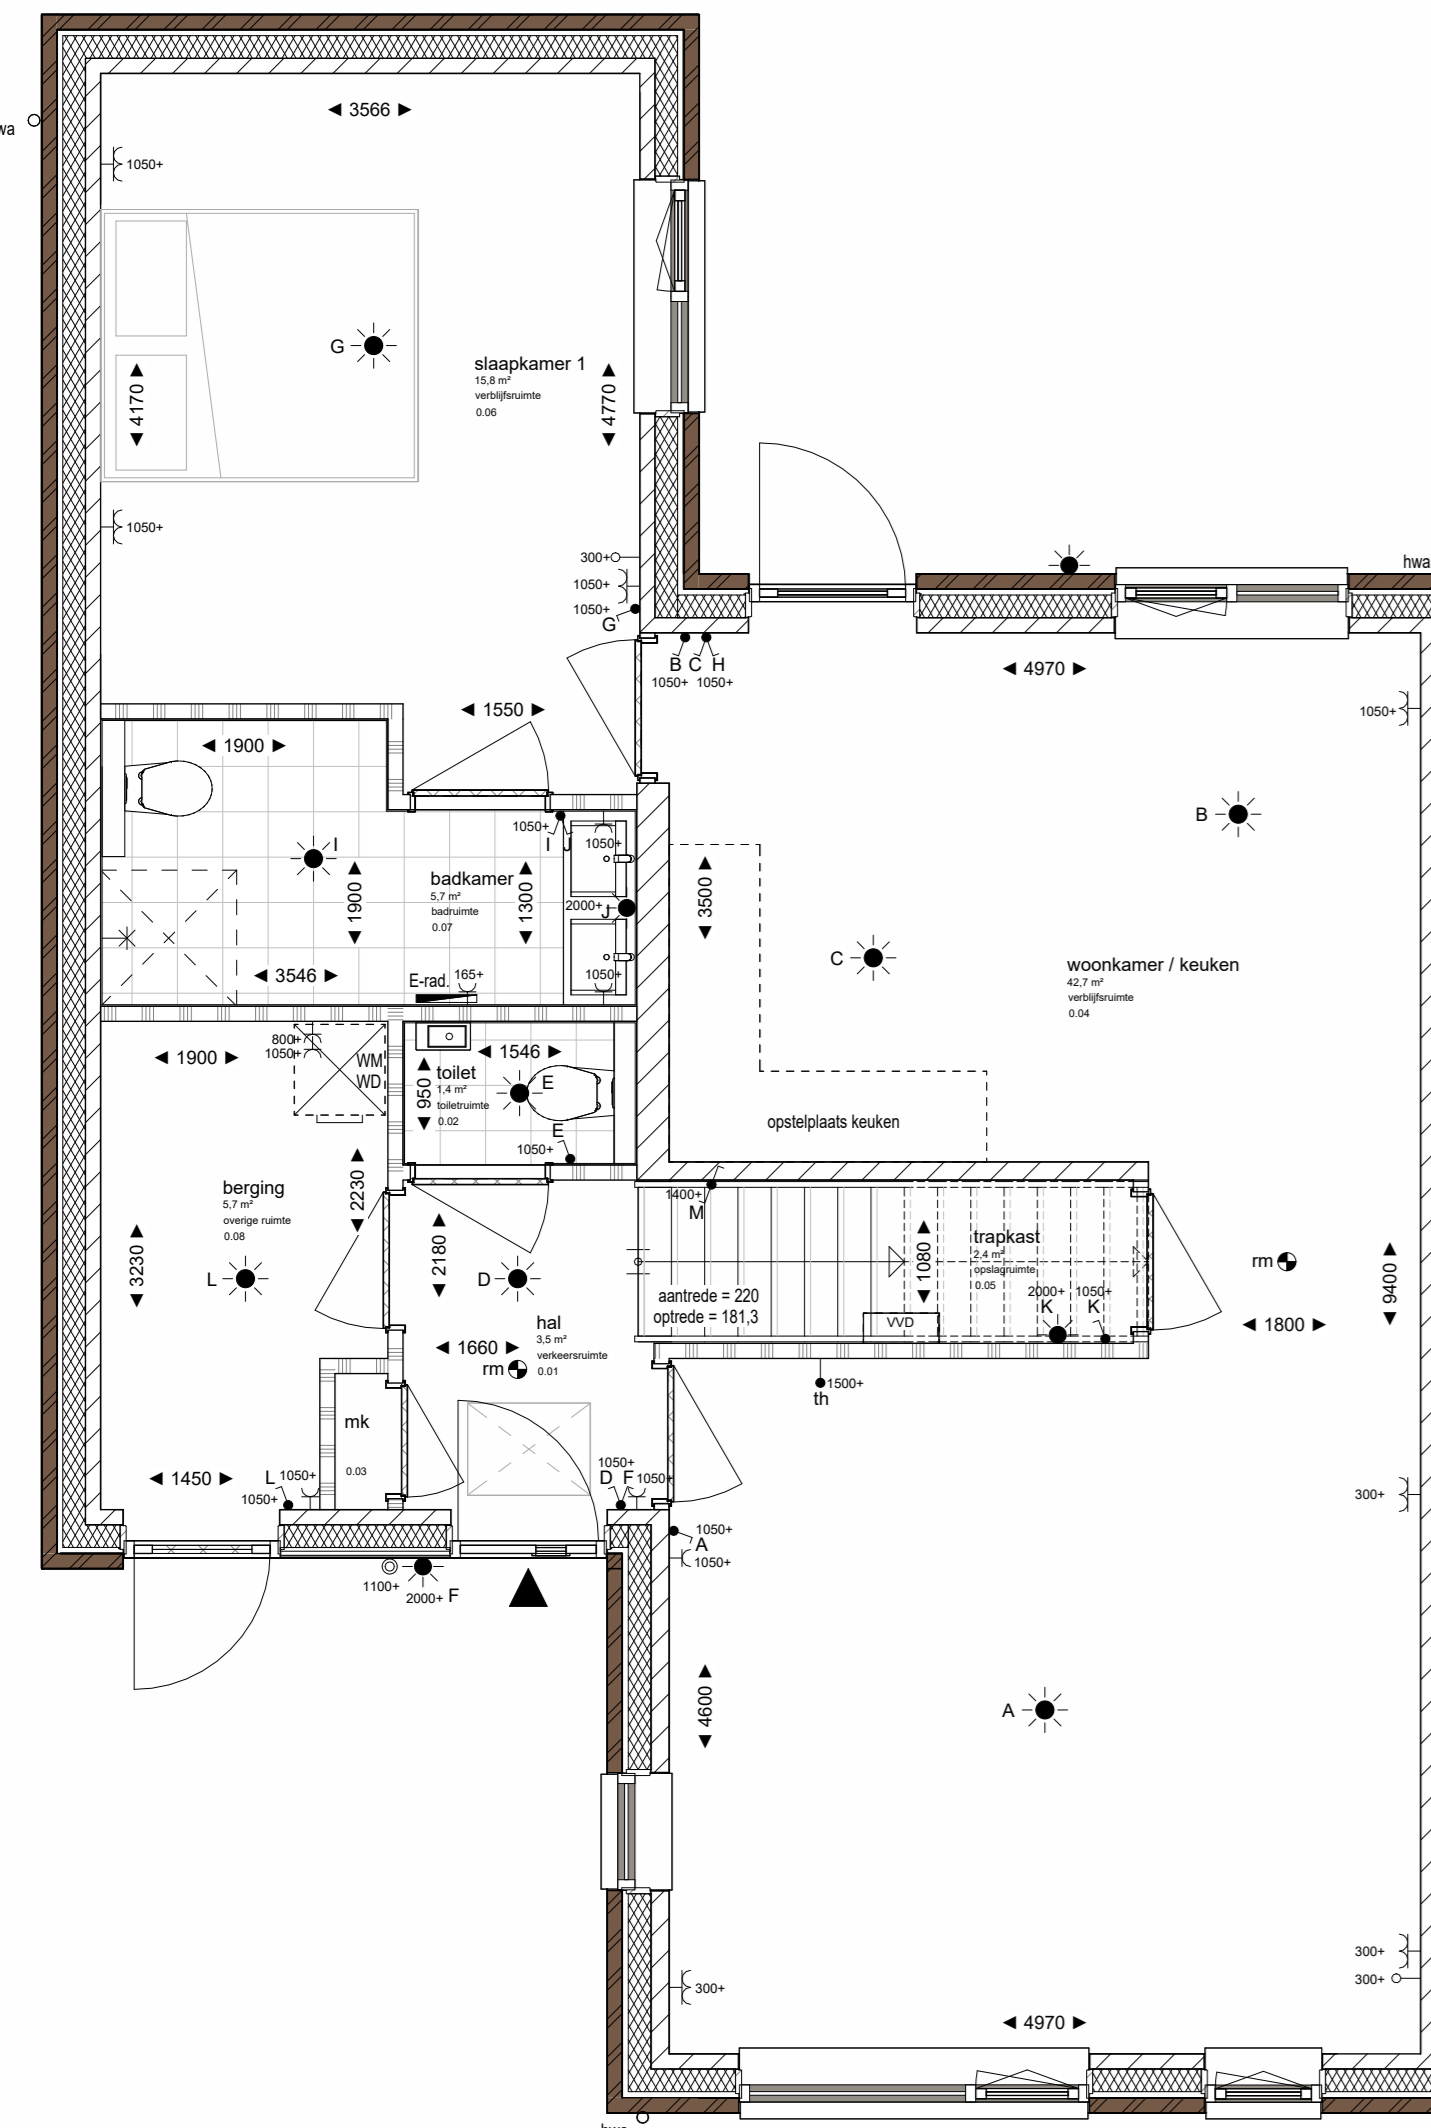 ◄ 3566 ►
wa
1050+
G
slaapkamer 1
15,8 m²
verblijfsruimte
0.06
◄ 4170 ►
◄ 4770 ►
1050+
300+
1050+
1050+
G
hwa
B C H
1050+ 1050+
◄ 4970 ►
1050+
◄ 1550 ►
◄ 1900 ►
B
1050+
I J
1050+
I
badkamer
5,7 m²
badruimte
0.07
◄ 1900 ►
◄ 1300 ►
2000+
J
◄ 3500 ►
C
woonkamer / keuken
42,7 m²
verblijfsruimte
0.04
◄ 3546 ►
E-rad.
165+
1050+
800+
1050+
◄ 1900 ►
WM
WD
◄ 1546 ►
◄ 950 ►
toilet
1,4 m²
toiletruimte
0.02
E
E
1050+
opstelplaats keuken
◄ 2230 ►
berging
5,7 m²
overige ruimte
0.08
◄ 3230 ►
L
◄ 2180 ►
D
1400+
M
aantrede = 220
optrede = 181,3
◄ 1080 ►
trapkast
2,4 m²
opslagruimte
0.05
2000+ 1050+
K K
VVD
rm
◄ 9400 ►
◄ 1800 ►
hal
3,5 m²
verkeersruimte
0.01
◄ 1660 ►
rm
1500+
th
mk
0.03
◄ 1450 ►
L 1050+
1050+
1050+
D F 1050+
300+
1050+
A
1050+
1100+
2000+ F
◄ 4600 ►
A
300+
300+
300+
◄ 4970 ►
hwa